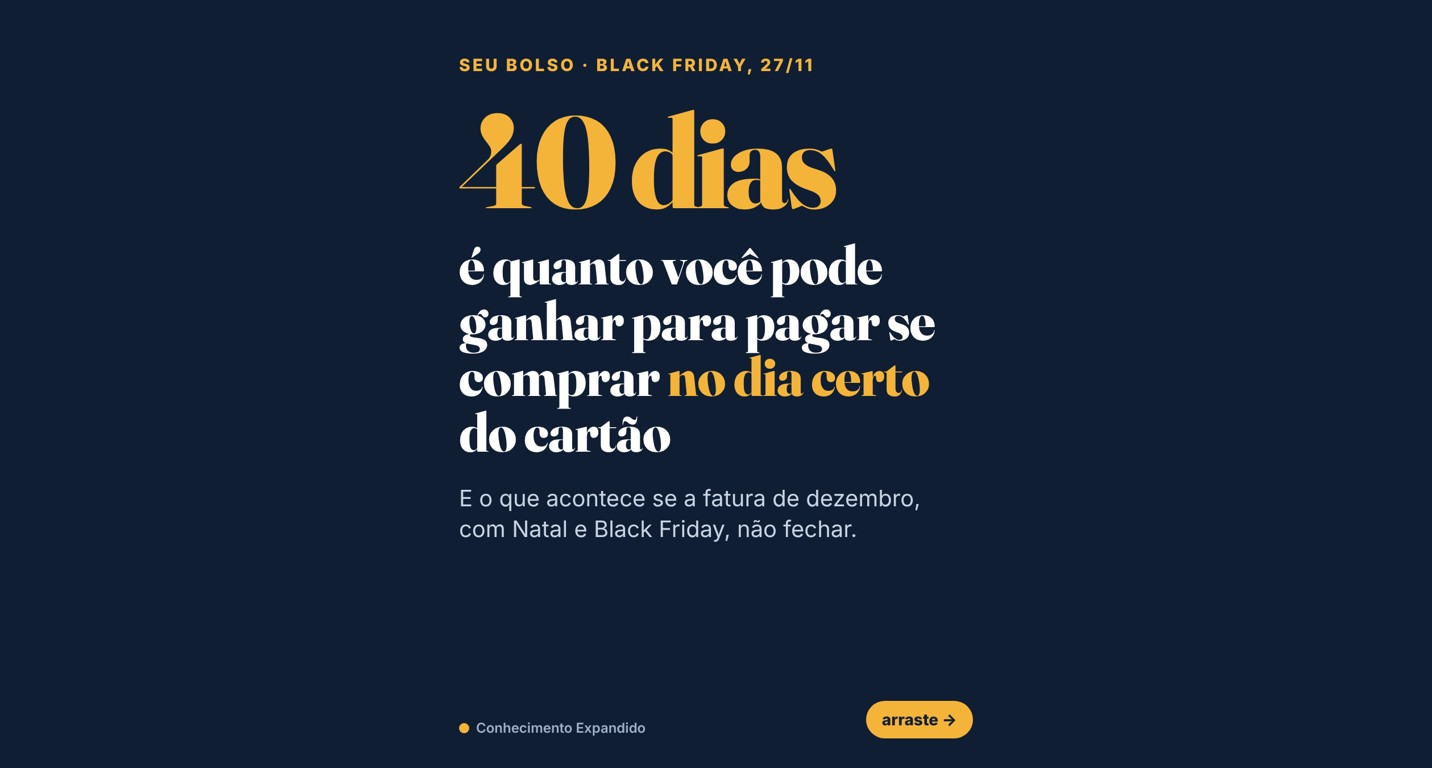 SEU BOLSO · BLACK FRIDAY, 27/11
40 dias
é quanto você pode
ganhar para pagar se
comprar no dia certo
do cartão
E o que acontece se a fatura de dezembro,
com Natal e Black Friday, não fechar.
Conhecimento Expandido
arraste →